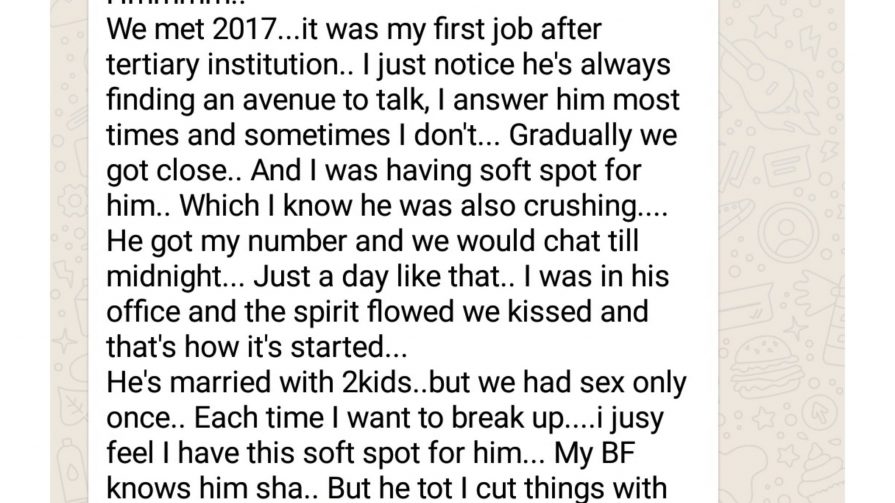 We met 2017...it was my first job after
tertiary institution.. I just notice he's always
finding an avenue to talk, I answer him most
times and sometimes I don't... Gradually we
got close.. And I was having soft spot for
him.. Which I know he was also crushing....
He got my number and we would chat till
midnight... Just a day like that.. I was in his
office and the spirit flowed we kissed and
that's how it's started...
He's married with 2kids..but we had sex only
once.. Each time I want to break up....i jusy
feel I have this soft spot for him... My BF
knows him sha.. But he tot I cut things with